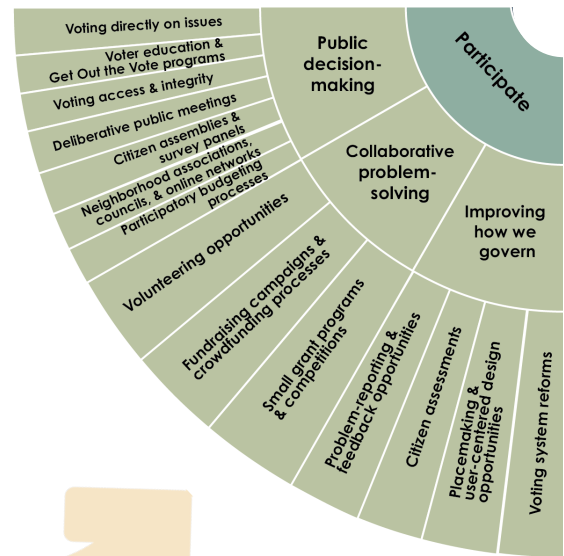 Participate
Public
decision-
making
Collaborative
problem-
solving
Improving
how we
govern
Voting directly on issues
Voter education &
Get Out the Vote programs
Voting access & integrity
Deliberative public meetings
Citizen assemblies &
survey panels
Neighborhood associations,
councils, & online networks
Participatory budgeting
processes
Volunteering opportunities
Fundraising campaigns &
crowdfunding processes
Small grant programs
& competitions
Problem-reporting &
feedback opportunities
Citizen assessments
Placemaking &
user-centered design
opportunities
Voting system reforms